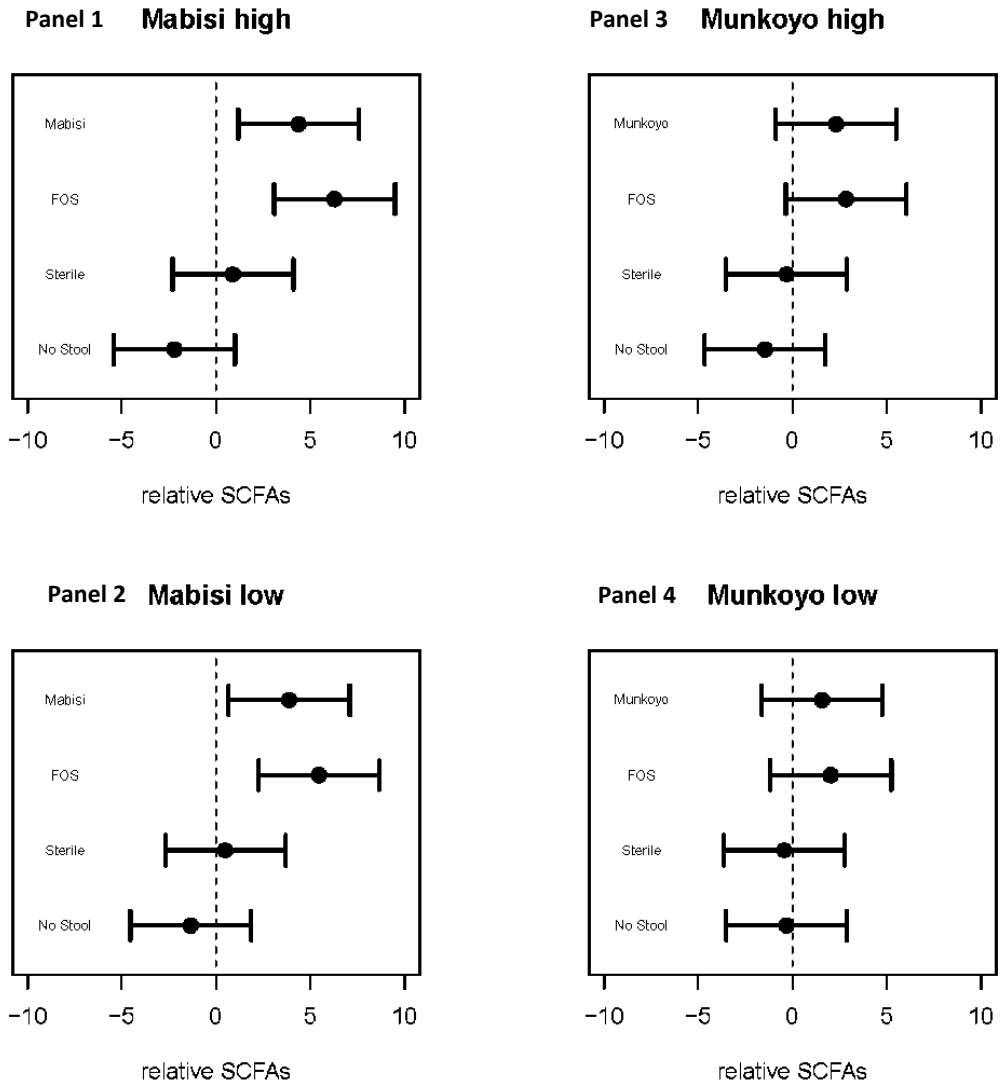 Panel 1 Mabisi high
Mabisi
FOS
Sterile
No Stool
−10 −5 0 5 10
relative SCFAs
Panel 3 Munkoyo high
Munkoyo
FOS
Sterile
No Stool
−10 −5 0 5 10
relative SCFAs
Panel 2 Mabisi low
Mabisi
FOS
Sterile
No Stool
−10 −5 0 5 10
relative SCFAs
Panel 4 Munkoyo low
Munkoyo
FOS
Sterile
No Stool
−10 −5 0 5 10
relative SCFAs